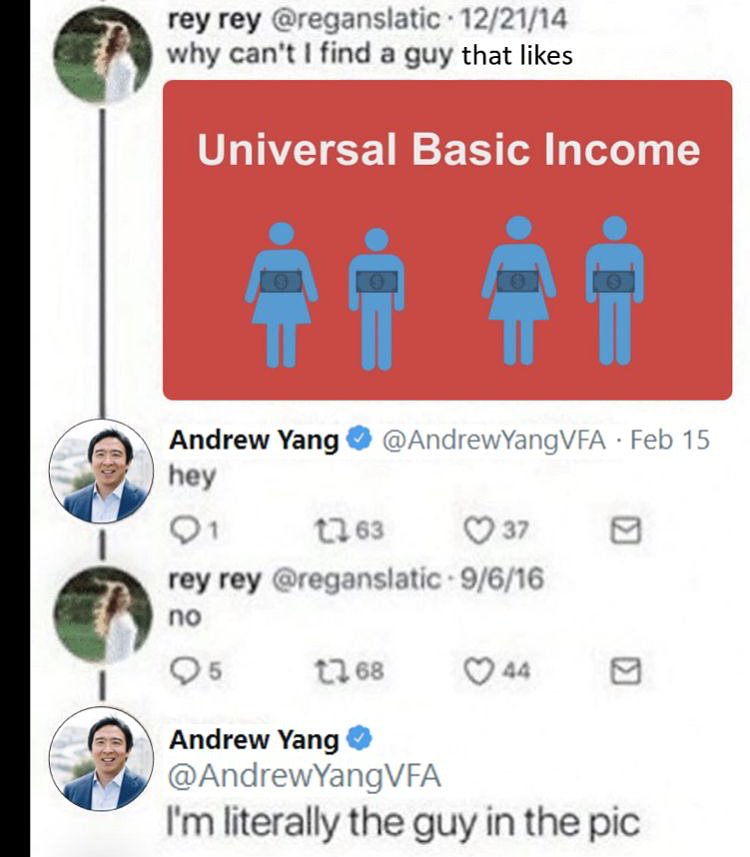 rey rey @reganslatic · 12/21/14
why can't I find a guy that likes
Universal Basic Income
$ $ $ $
Andrew Yang @AndrewYangVFA · Feb 15
hey
1 63 37
rey rey @reganslatic · 9/6/16
no
5 68 44
Andrew Yang
@AndrewYangVFA
I'm literally the guy in the pic